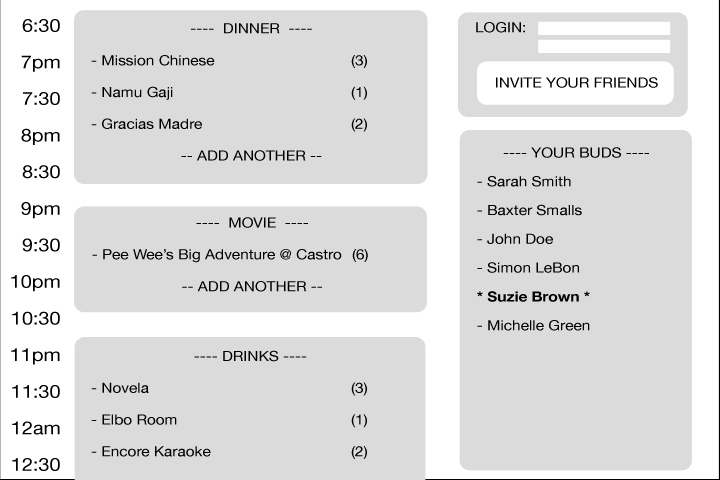 6:30
7pm
7:30
8pm
8:30
9pm
9:30
10pm
10:30
11pm
11:30
12am
12:30
---- DINNER ----
- Mission Chinese (3)
- Namu Gaji (1)
- Gracias Madre (2)
-- ADD ANOTHER --
---- MOVIE ----
- Pee Wee's Big Adventure @ Castro (6)
-- ADD ANOTHER --
---- DRINKS ----
- Novela (3)
- Elbo Room (1)
- Encore Karaoke (2)
LOGIN:
INVITE YOUR FRIENDS
---- YOUR BUDS ----
- Sarah Smith
- Baxter Smalls
- John Doe
- Simon LeBon
* Suzie Brown *
- Michelle Green